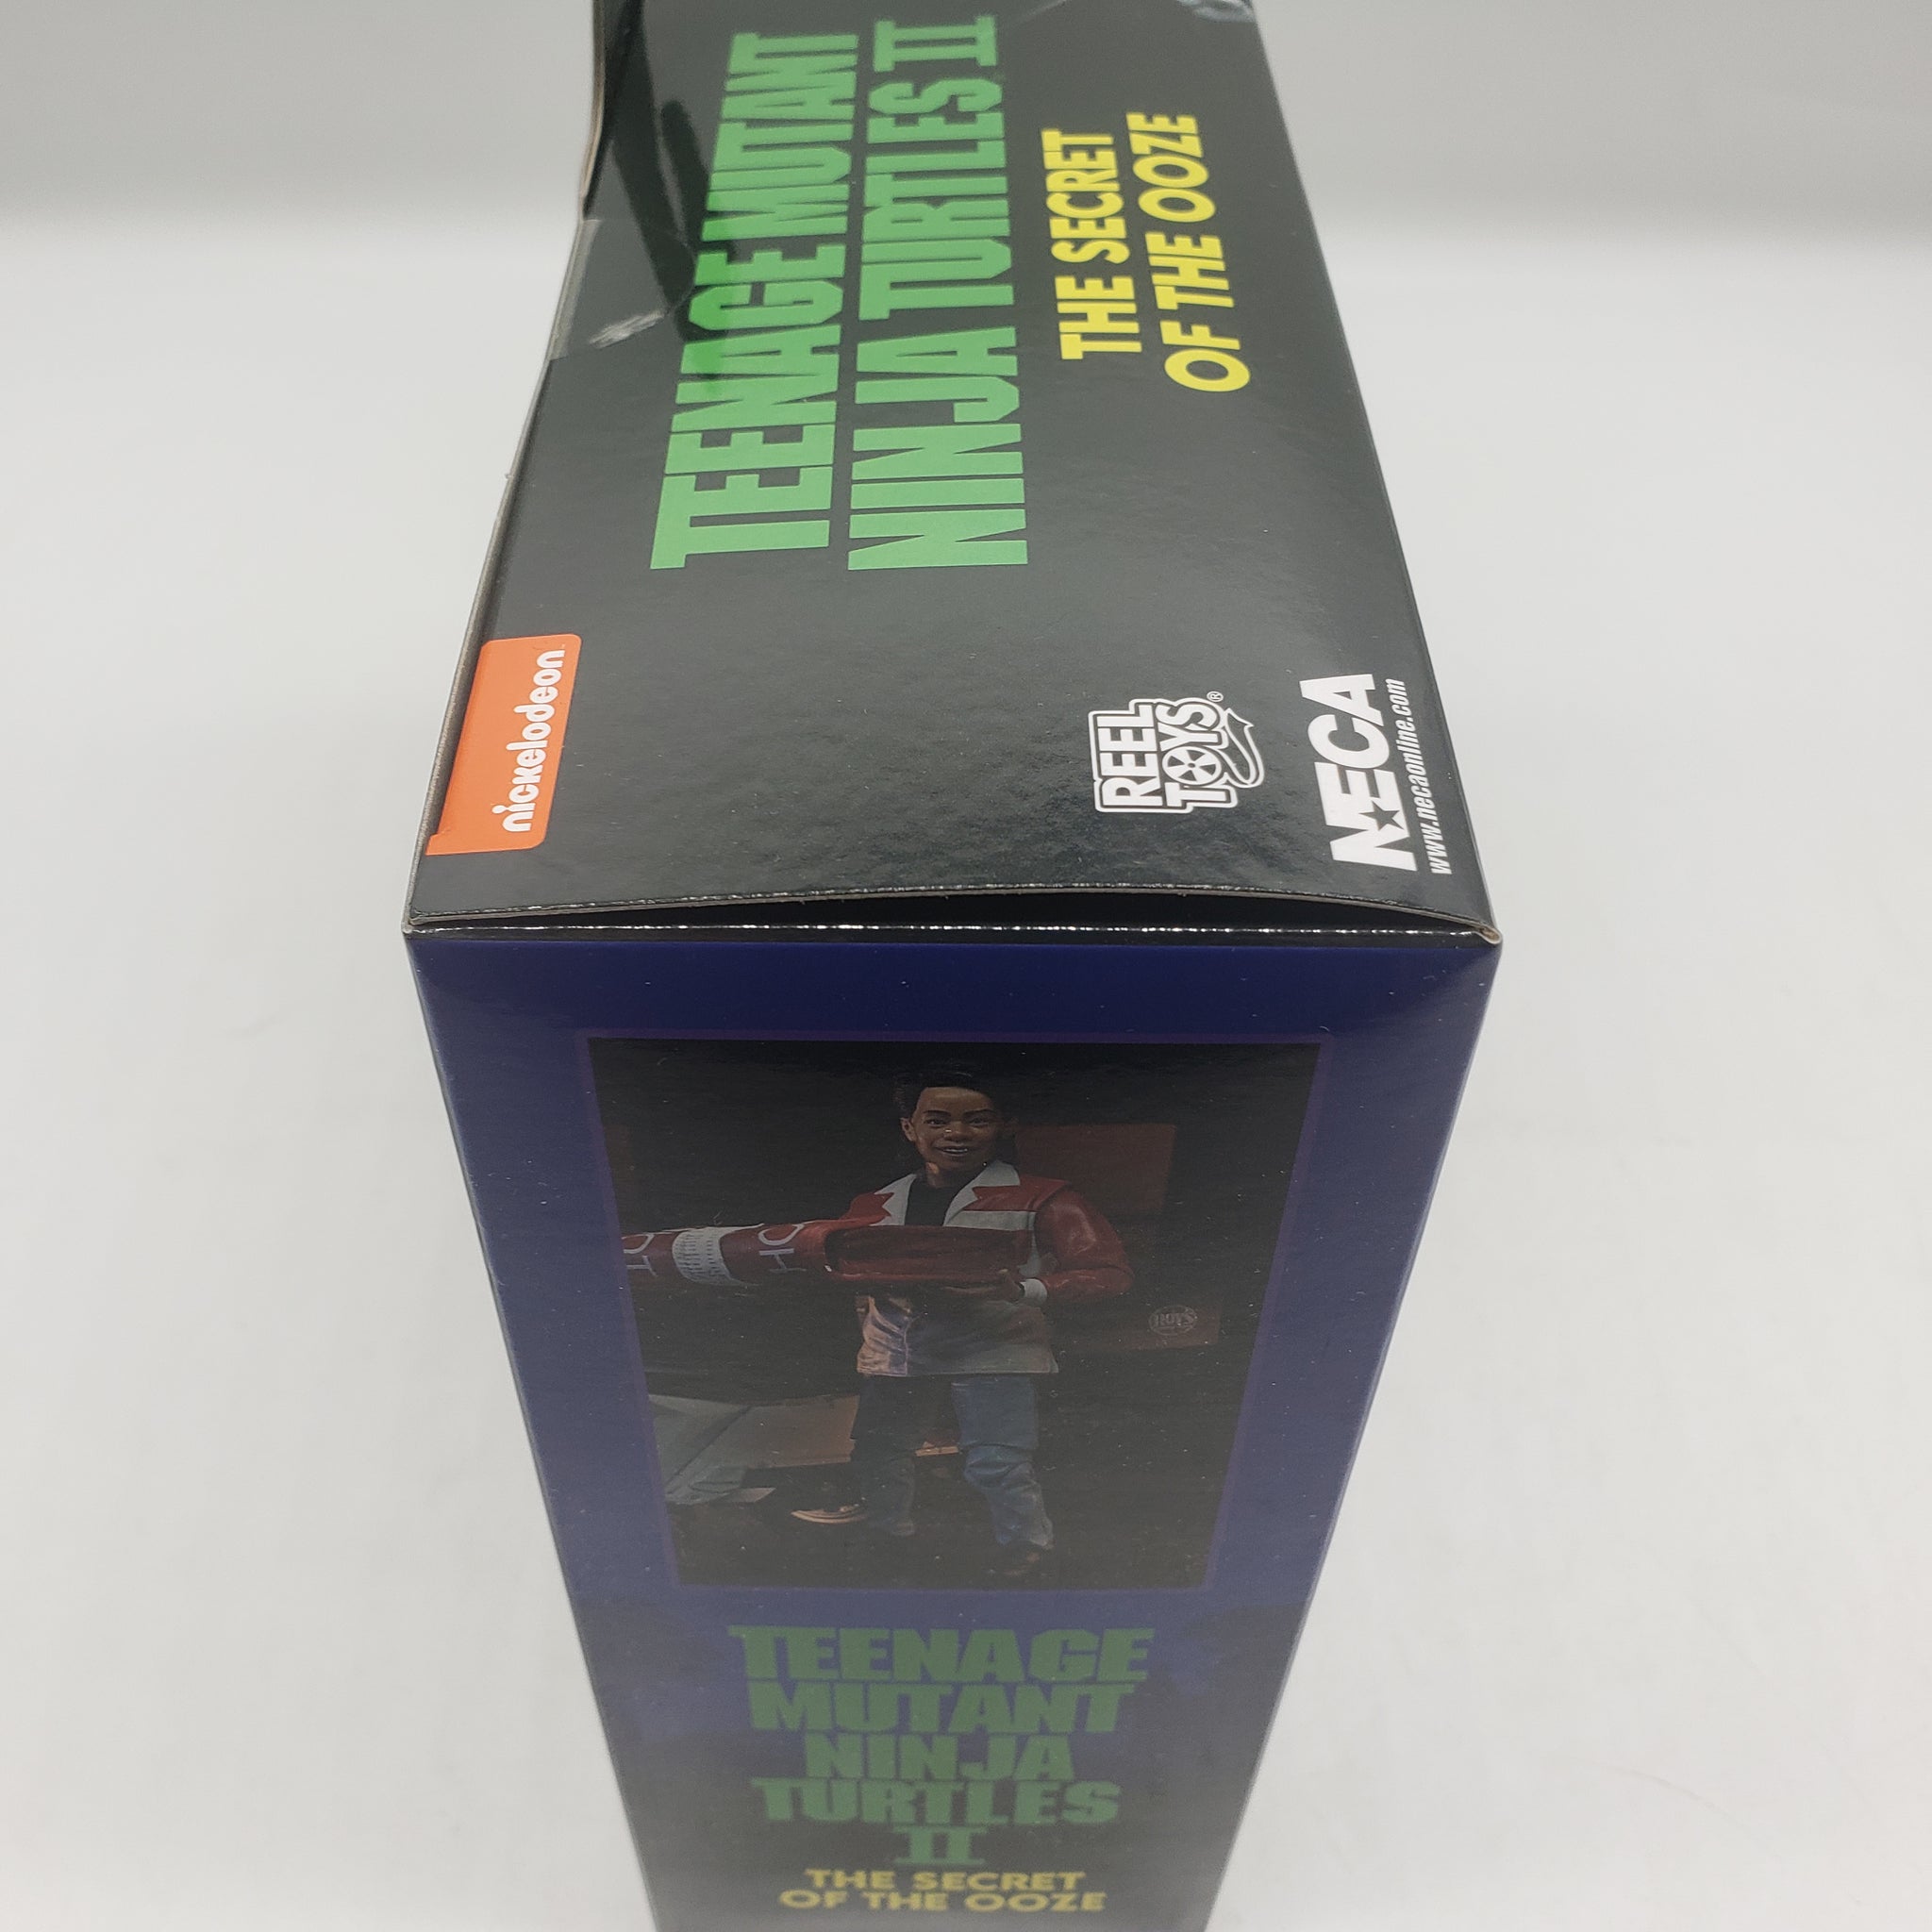 TEENAGE MUTANT
NINJA TURTLES II
THE SECRET
OF THE OOZE
nickelodeon
REEL
TOYS®
NECA
www.necaonline.com
HO
TEENAGE
MUTANT
NINJA
TURTLES
II
THE SECRET
OF THE OOZE